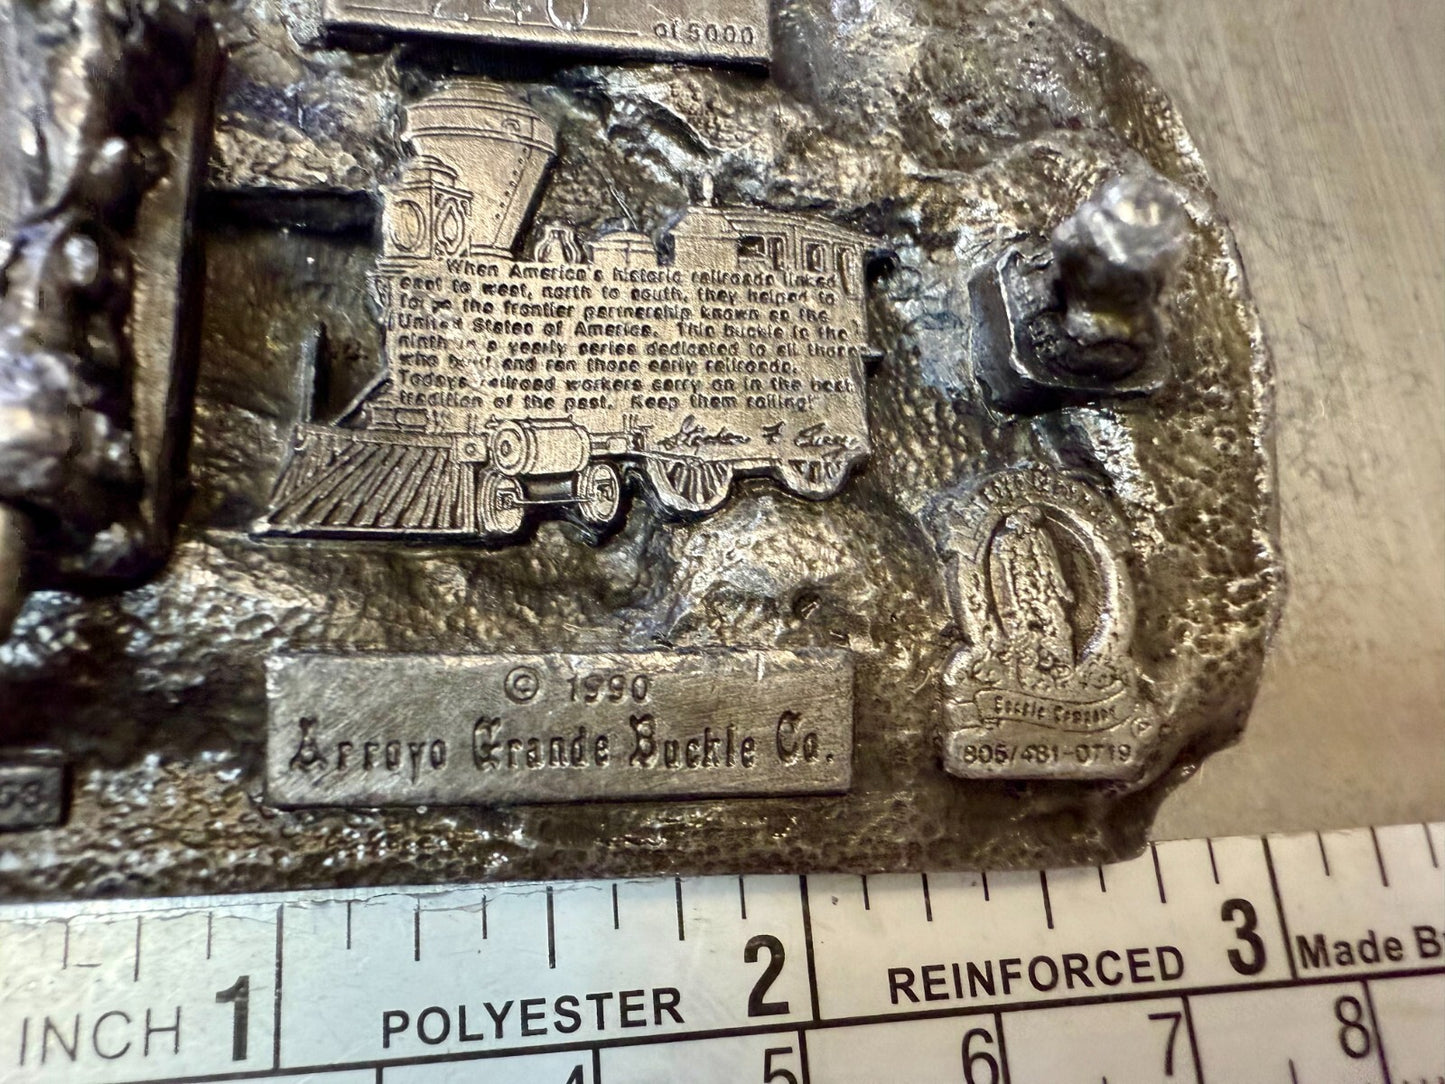 240 of 5000
When America's historic railroads linked
east to west, north to south, they helped to
forge the frontier partnership known as the
United States of America. This buckle is the
ninth in a yearly series dedicated to all those
who built and ran those early railroads.
Todays railroad workers carry on in the best
tradition of the past. Keep them rolling!
© 1990
Arroyo Grande Buckle Co.
Buckle Company
805/481-0719
INCH 1 POLYESTER 2 REINFORCED 3 Made B
4 5 6 7 8